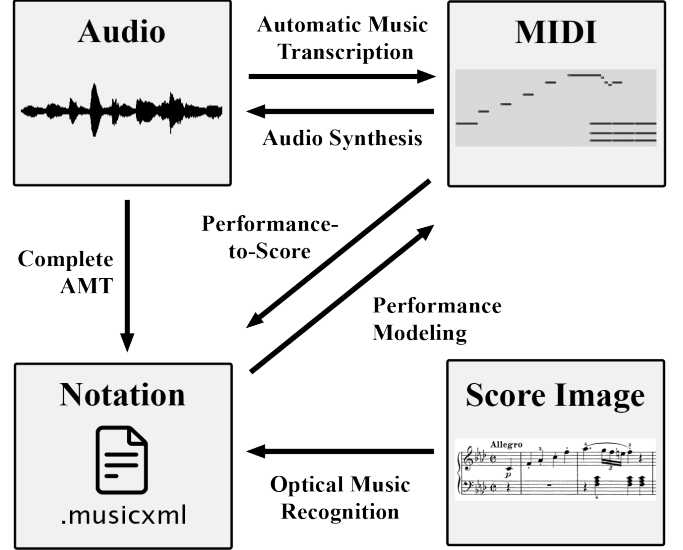 Audio
Automatic Music
Transcription
MIDI
Audio Synthesis
Performance-
to-Score
Complete
AMT
Performance
Modeling
Notation
.musicxml
Score Image
Allegro
p
Optical Music
Recognition